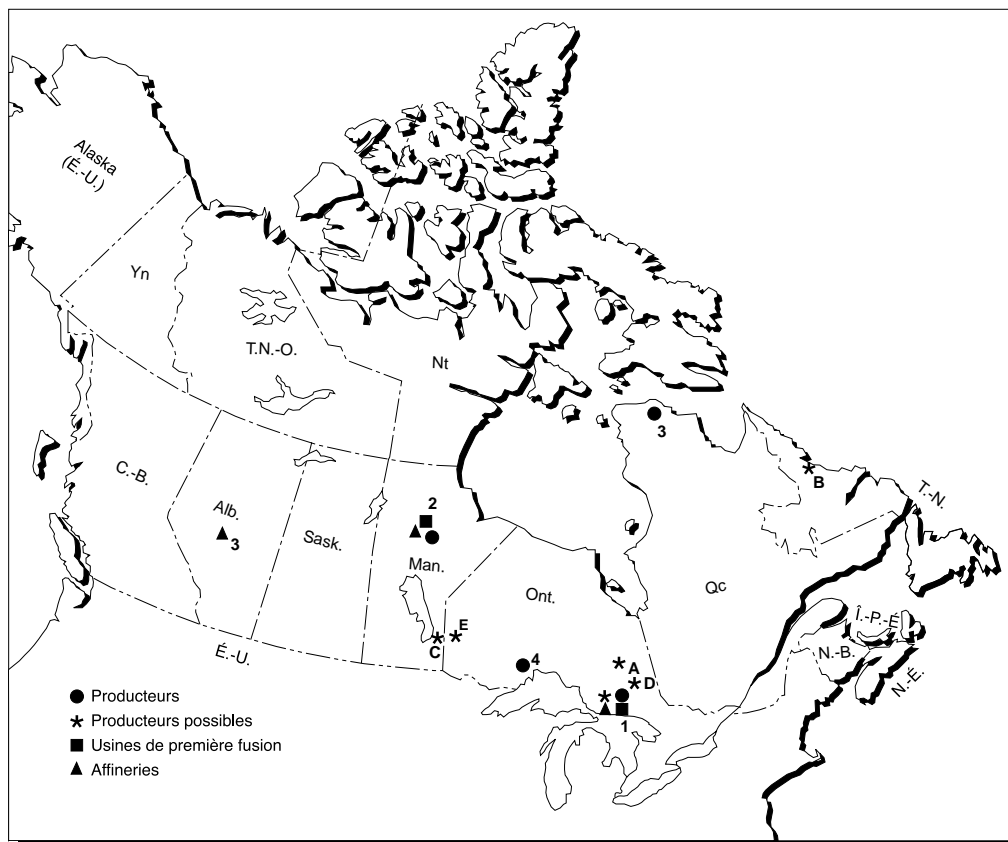 Alaska
(É.-U.)
Yn
T.N.-O.
Nt
3
B
C.-B.
T.-N.
2
Alb.
3
Sask.
Man.
Ont.
Qc
Î.-P.-É
E
C
É.-U.
N.-B.
N.-É.
4
A
D
1
Producteurs
Producteurs possibles
Usines de première fusion
Affineries